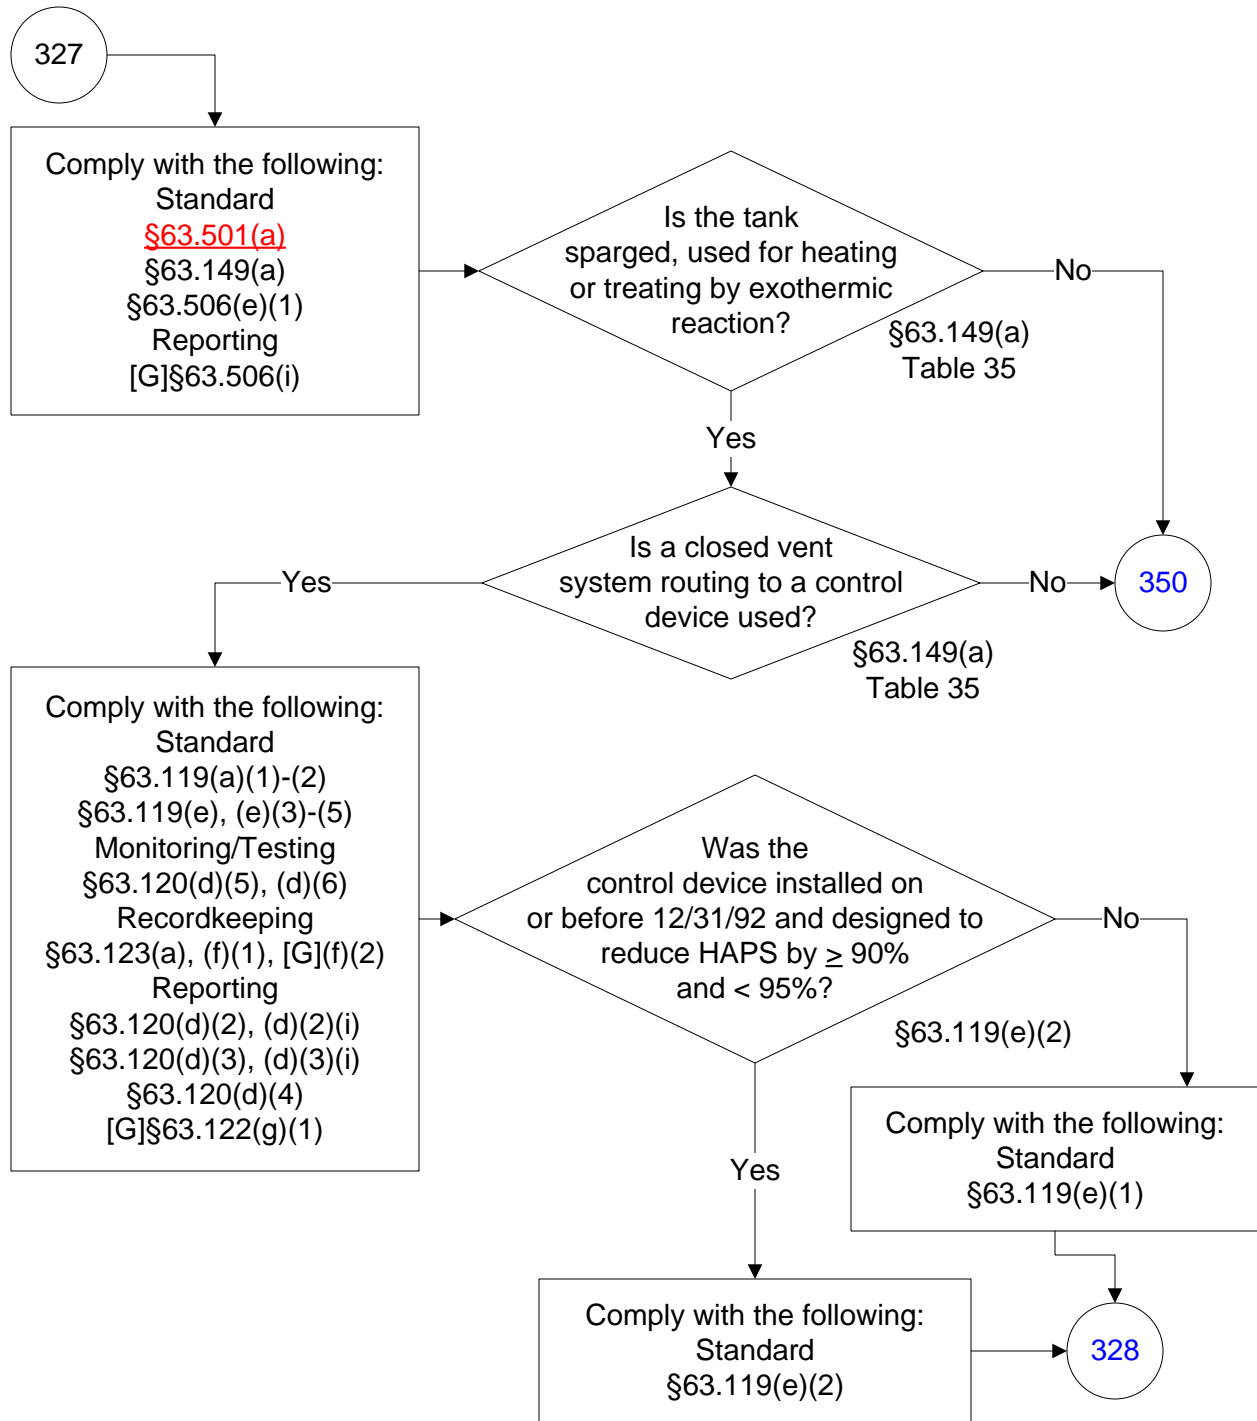 327
Comply with the following:
Standard
§63.501(a)
§63.149(a)
§63.506(e)(1)
Reporting
[G]§63.506(i)
Is the tank
sparged, used for heating
or treating by exothermic
reaction?
No
§63.149(a)
Table 35
Yes
Is a closed vent
system routing to a control
device used?
Yes
No
350
§63.149(a)
Table 35
Comply with the following:
Standard
§63.119(a)(1)-(2)
§63.119(e), (e)(3)-(5)
Monitoring/Testing
§63.120(d)(5), (d)(6)
Recordkeeping
§63.123(a), (f)(1), [G](f)(2)
Reporting
§63.120(d)(2), (d)(2)(i)
§63.120(d)(3), (d)(3)(i)
§63.120(d)(4)
[G]§63.122(g)(1)
Was the
control device installed on
or before 12/31/92 and designed to
reduce HAPS by ≥ 90%
and < 95%?
No
§63.119(e)(2)
Yes
Comply with the following:
Standard
§63.119(e)(1)
Comply with the following:
Standard
§63.119(e)(2)
328